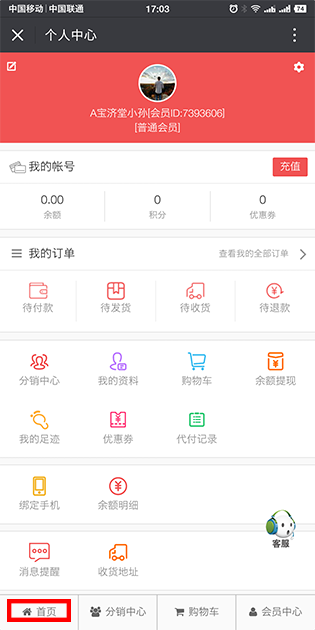 中国移动 | 中国联通 17:03 74
个人中心
A宝济堂小孙[会员ID:7393606]
[普通会员]
我的帐号 充值
0.00 0 0
余额 积分 优惠券
我的订单 查看我的全部订单
待付款 待发货 待收货 待退款
分销中心 我的资料 购物车 余额提现
我的足迹 优惠券 代付记录
绑定手机 余额明细
客服
消息提醒 收货地址
首页 分销中心 购物车 会员中心